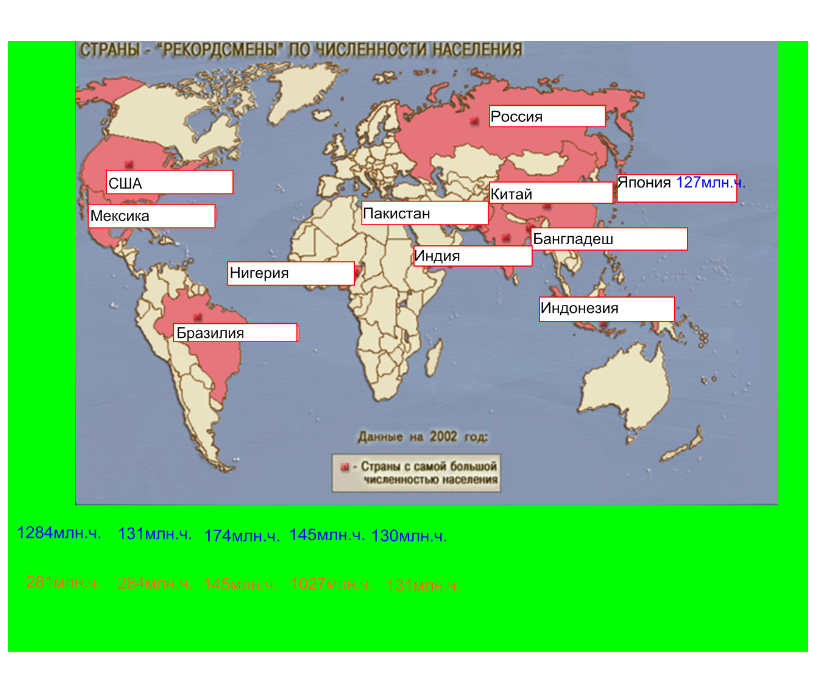 СТРАНЫ - "РЕКОРДСМЕНЫ" ПО ЧИСЛЕННОСТИ НАСЕЛЕНИЯ
Россия
США
Япония 127млн.ч.
Китай
Мексика
Пакистан
Бангладеш
Индия
Нигерия
Индонезия
Бразилия
Данные на 2002 год:
- Страны с самой большой
численностью населения
1284млн.ч. 131млн.ч. 174млн.ч. 145млн.ч. 130млн.ч.
281млн.ч. 284млн.ч. 145млн.ч. 1027млн.ч. 131млн.ч.